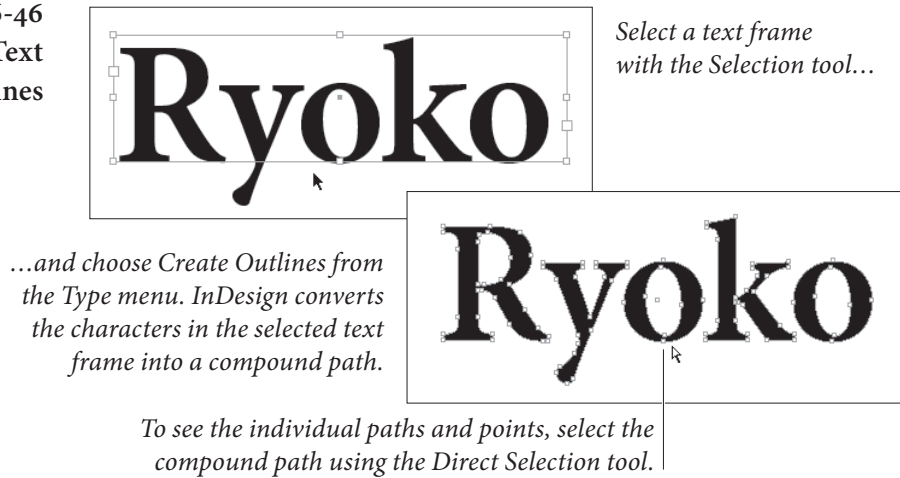 -46
Text
nes
Ryoko
Select a text frame
with the Selection tool…
Ryoko
…and choose Create Outlines from
the Type menu. InDesign converts
the characters in the selected text
frame into a compound path.
To see the individual paths and points, select the
compound path using the Direct Selection tool.